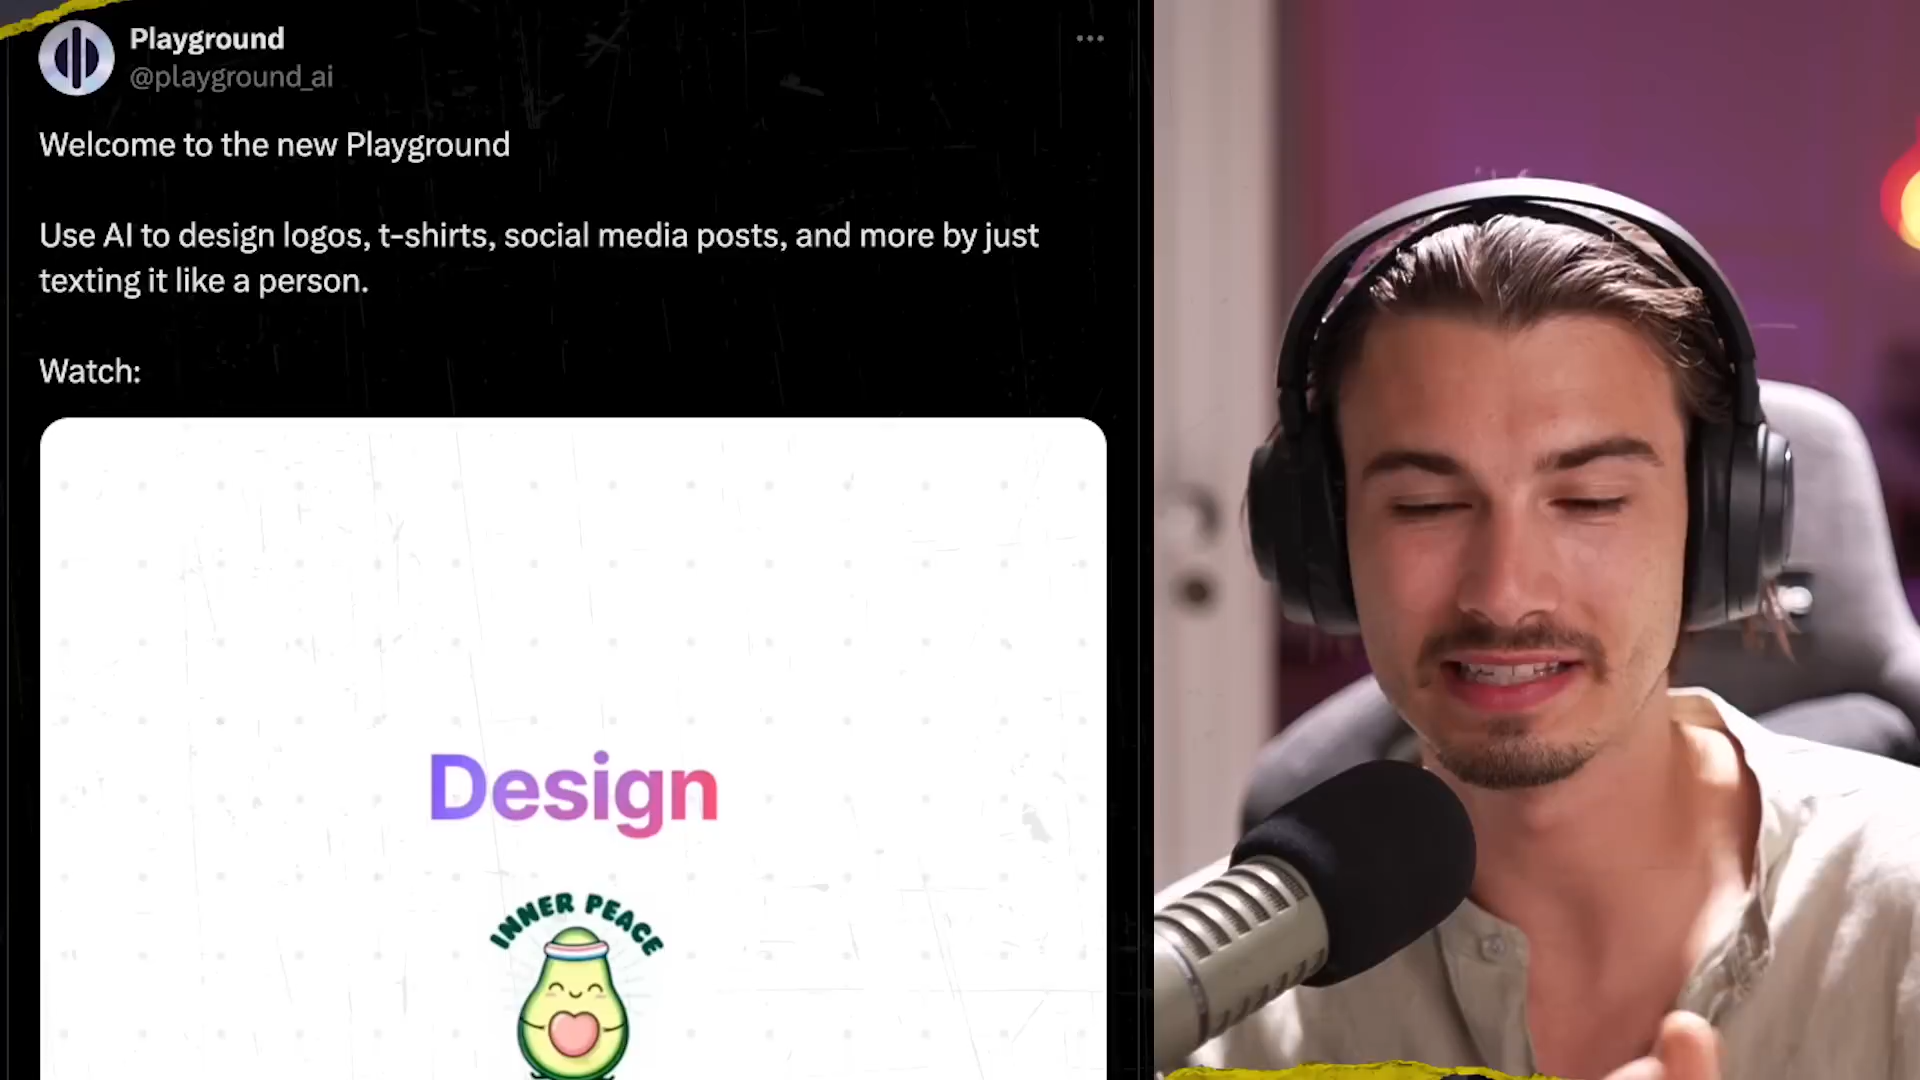 Playground
@playground_ai
Welcome to the new Playground
Use AI to design logos, t-shirts, social media posts, and more by just
texting it like a person.
Watch:
Design
INNER PEACE